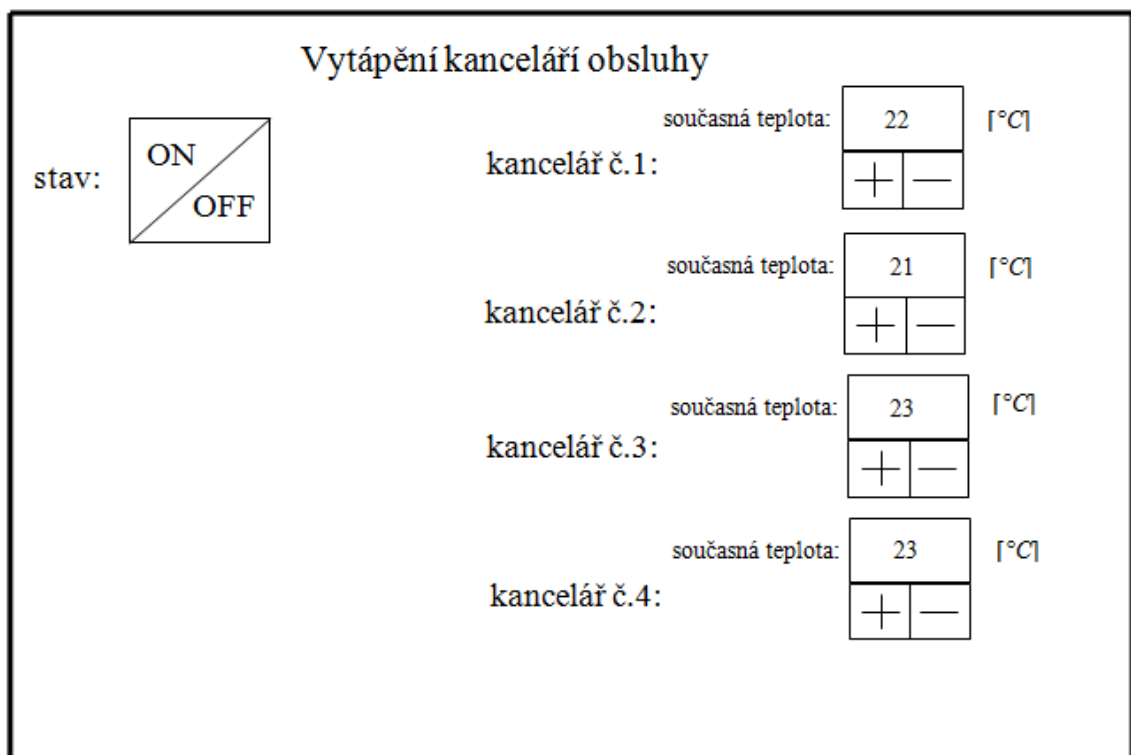 Vytápění kanceláří obsluhy
stav:
ON
OFF
současná teplota: 22 [°C]
kancelář č.1:
+ —
současná teplota: 21 [°C]
kancelář č.2:
+ —
současná teplota: 23 [°C]
kancelář č.3:
+ —
současná teplota: 23 [°C]
kancelář č.4:
+ —